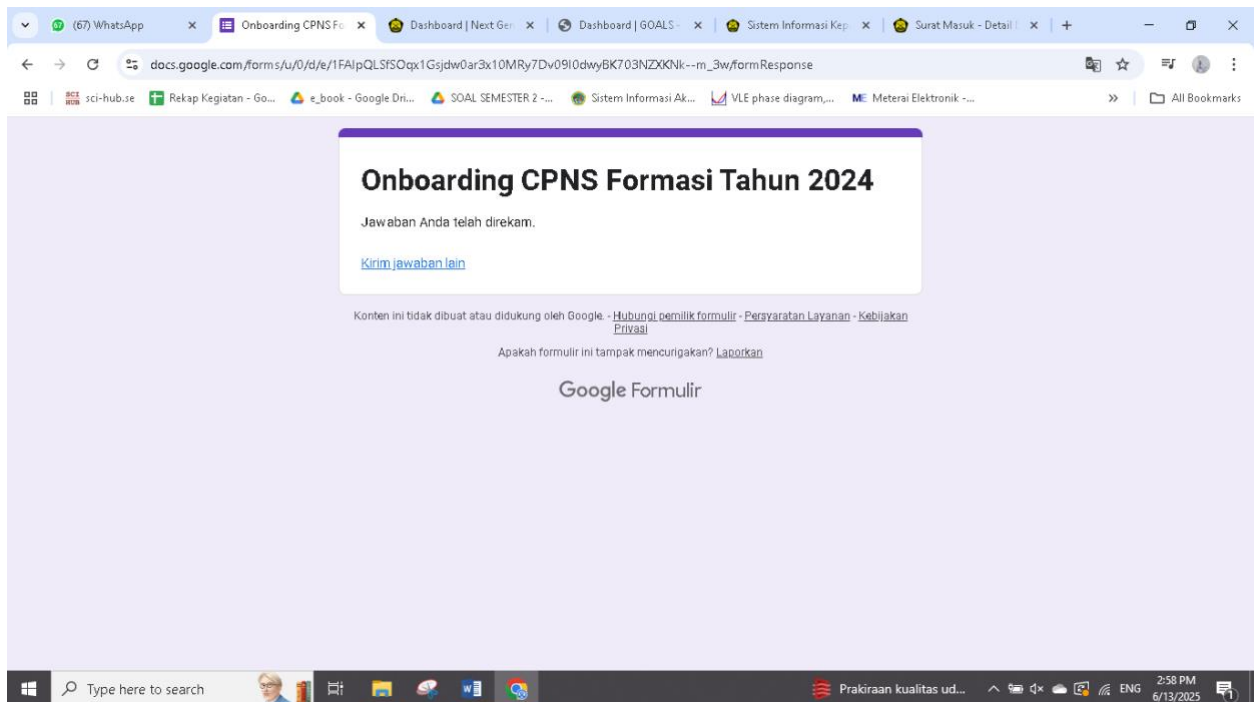 (67) WhatsApp
Onboarding CPNS Fo
Dashboard | Next Gen
Dashboard | GOALS -
Sistem Informasi Kep
Surat Masuk - Detail
docs.google.com/forms/u/0/d/e/1FAIpQLSfSOqx1Gsjdw0ar3x10MRy7Dv09I0dwyBK703NZXKNk--m_3w/formResponse
sci-hub.se
Rekap Kegiatan - Go...
e_book - Google Dri...
SOAL SEMESTER 2 -...
Sistem Informasi Ak...
VLE phase diagram,...
ME Meterai Elektronik -...
All Bookmarks
Onboarding CPNS Formasi Tahun 2024
Jawaban Anda telah direkam.
Kirim jawaban lain
Konten ini tidak dibuat atau didukung oleh Google. - Hubungi pemilik formulir - Persyaratan Layanan - Kebijakan
Privasi
Apakah formulir ini tampak mencurigakan? Laporkan
Google Formulir
Type here to search
Prakiraan kualitas ud...
ENG
2:58 PM
6/13/2025